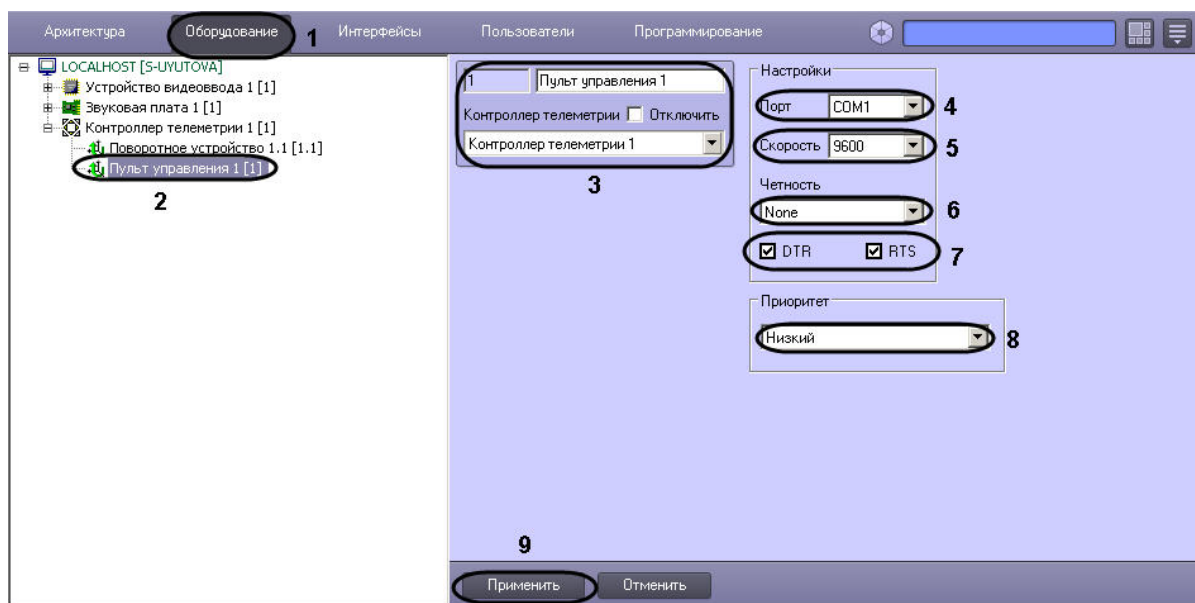 Архитектура Оборудование 1 Интерфейсы Пользователи Программирование
LOCALHOST [S-UYUTOVA]
Устройство видеоввода 1 [1]
Звуковая плата 1 [1]
Контроллер телеметрии 1 [1]
Поворотное устройство 1.1 [1.1]
Пульт управления 1 [1]
2
1 Пульт управления 1
Контроллер телеметрии Отключить
Контроллер телеметрии 1
3
Настройки
Порт COM1 4
Скорость 9600 5
Четность
None 6
DTR RTS 7
Приоритет
Низкий 8
9
Применить Отменить